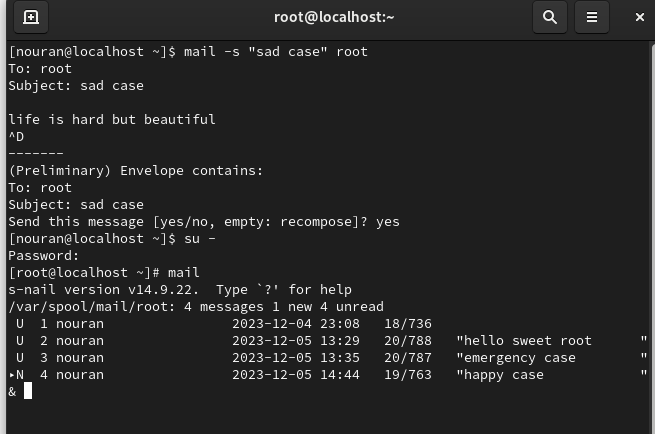 root@localhost:~
[nouran@localhost ~]$ mail -s "sad case" root
To: root
Subject: sad case

life is hard but beautiful
^D
-------
(Preliminary) Envelope contains:
To: root
Subject: sad case
Send this message [yes/no, empty: recompose]? yes
[nouran@localhost ~]$ su -
Password:
[root@localhost ~]# mail
s-nail version v14.9.22.  Type `?' for help
/var/spool/mail/root: 4 messages 1 new 4 unread
 U  1 nouran                2023-12-04 23:08   18/736
 U  2 nouran                2023-12-05 13:29   20/788   "hello sweet root      "
 U  3 nouran                2023-12-05 13:35   20/787   "emergency case        "
▸N  4 nouran                2023-12-05 14:44   19/763   "happy case            "
&